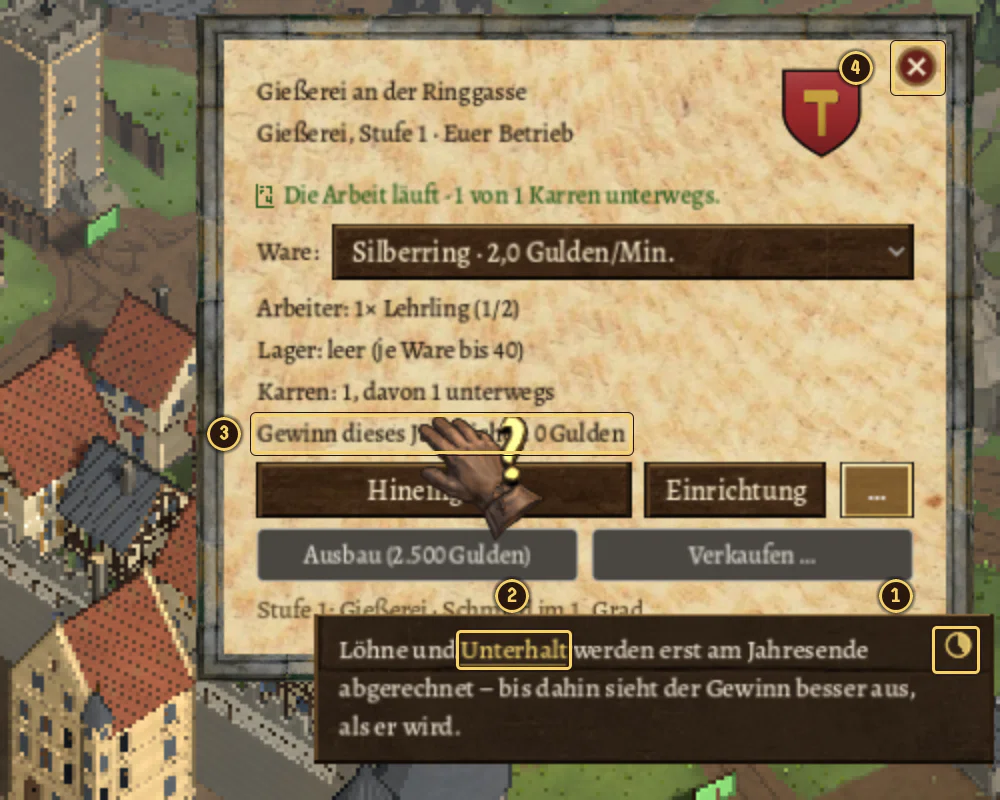 4
Gießerei an der Ringgasse
Gießerei, Stufe 1 · Euer Betrieb
T
Die Arbeit läuft · 1 von 1 Karren unterwegs.
Ware: Silberring · 2,0 Gulden/Min.
Arbeiter: 1× Lehrling (1/2)
Lager: leer (je Ware bis 40)
Karren: 1, davon 1 unterwegs
3 Gewinn dieses 0 Gulden ?
Einrichtung ...
Ausbau (2.500 Gulden) Verkaufen ...
2 1
Stufe 1: Gießerei · im 1. Grad
Löhne und Unterhalt werden erst am Jahresende
abgerechnet – bis dahin sieht der Gewinn besser aus,
als er wird.